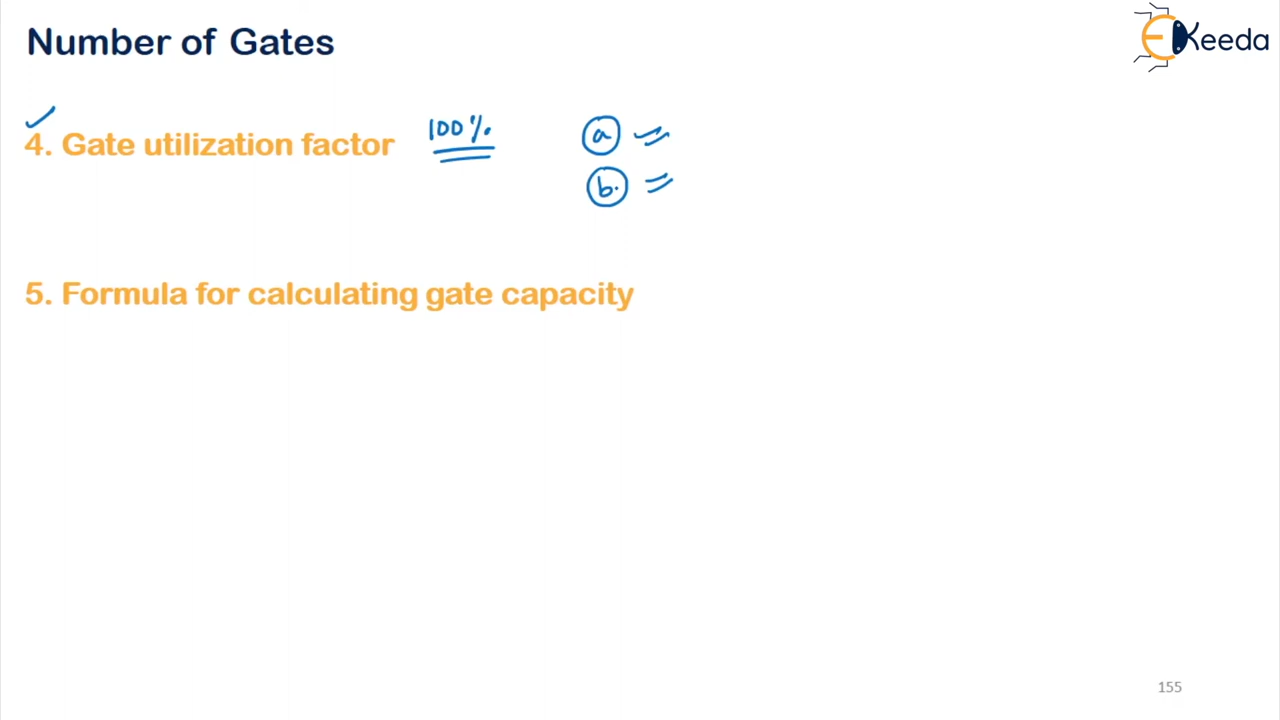 Number of Gates
EKeeda
4. Gate utilization factor 100%
a
b.
5. Formula for calculating gate capacity
155